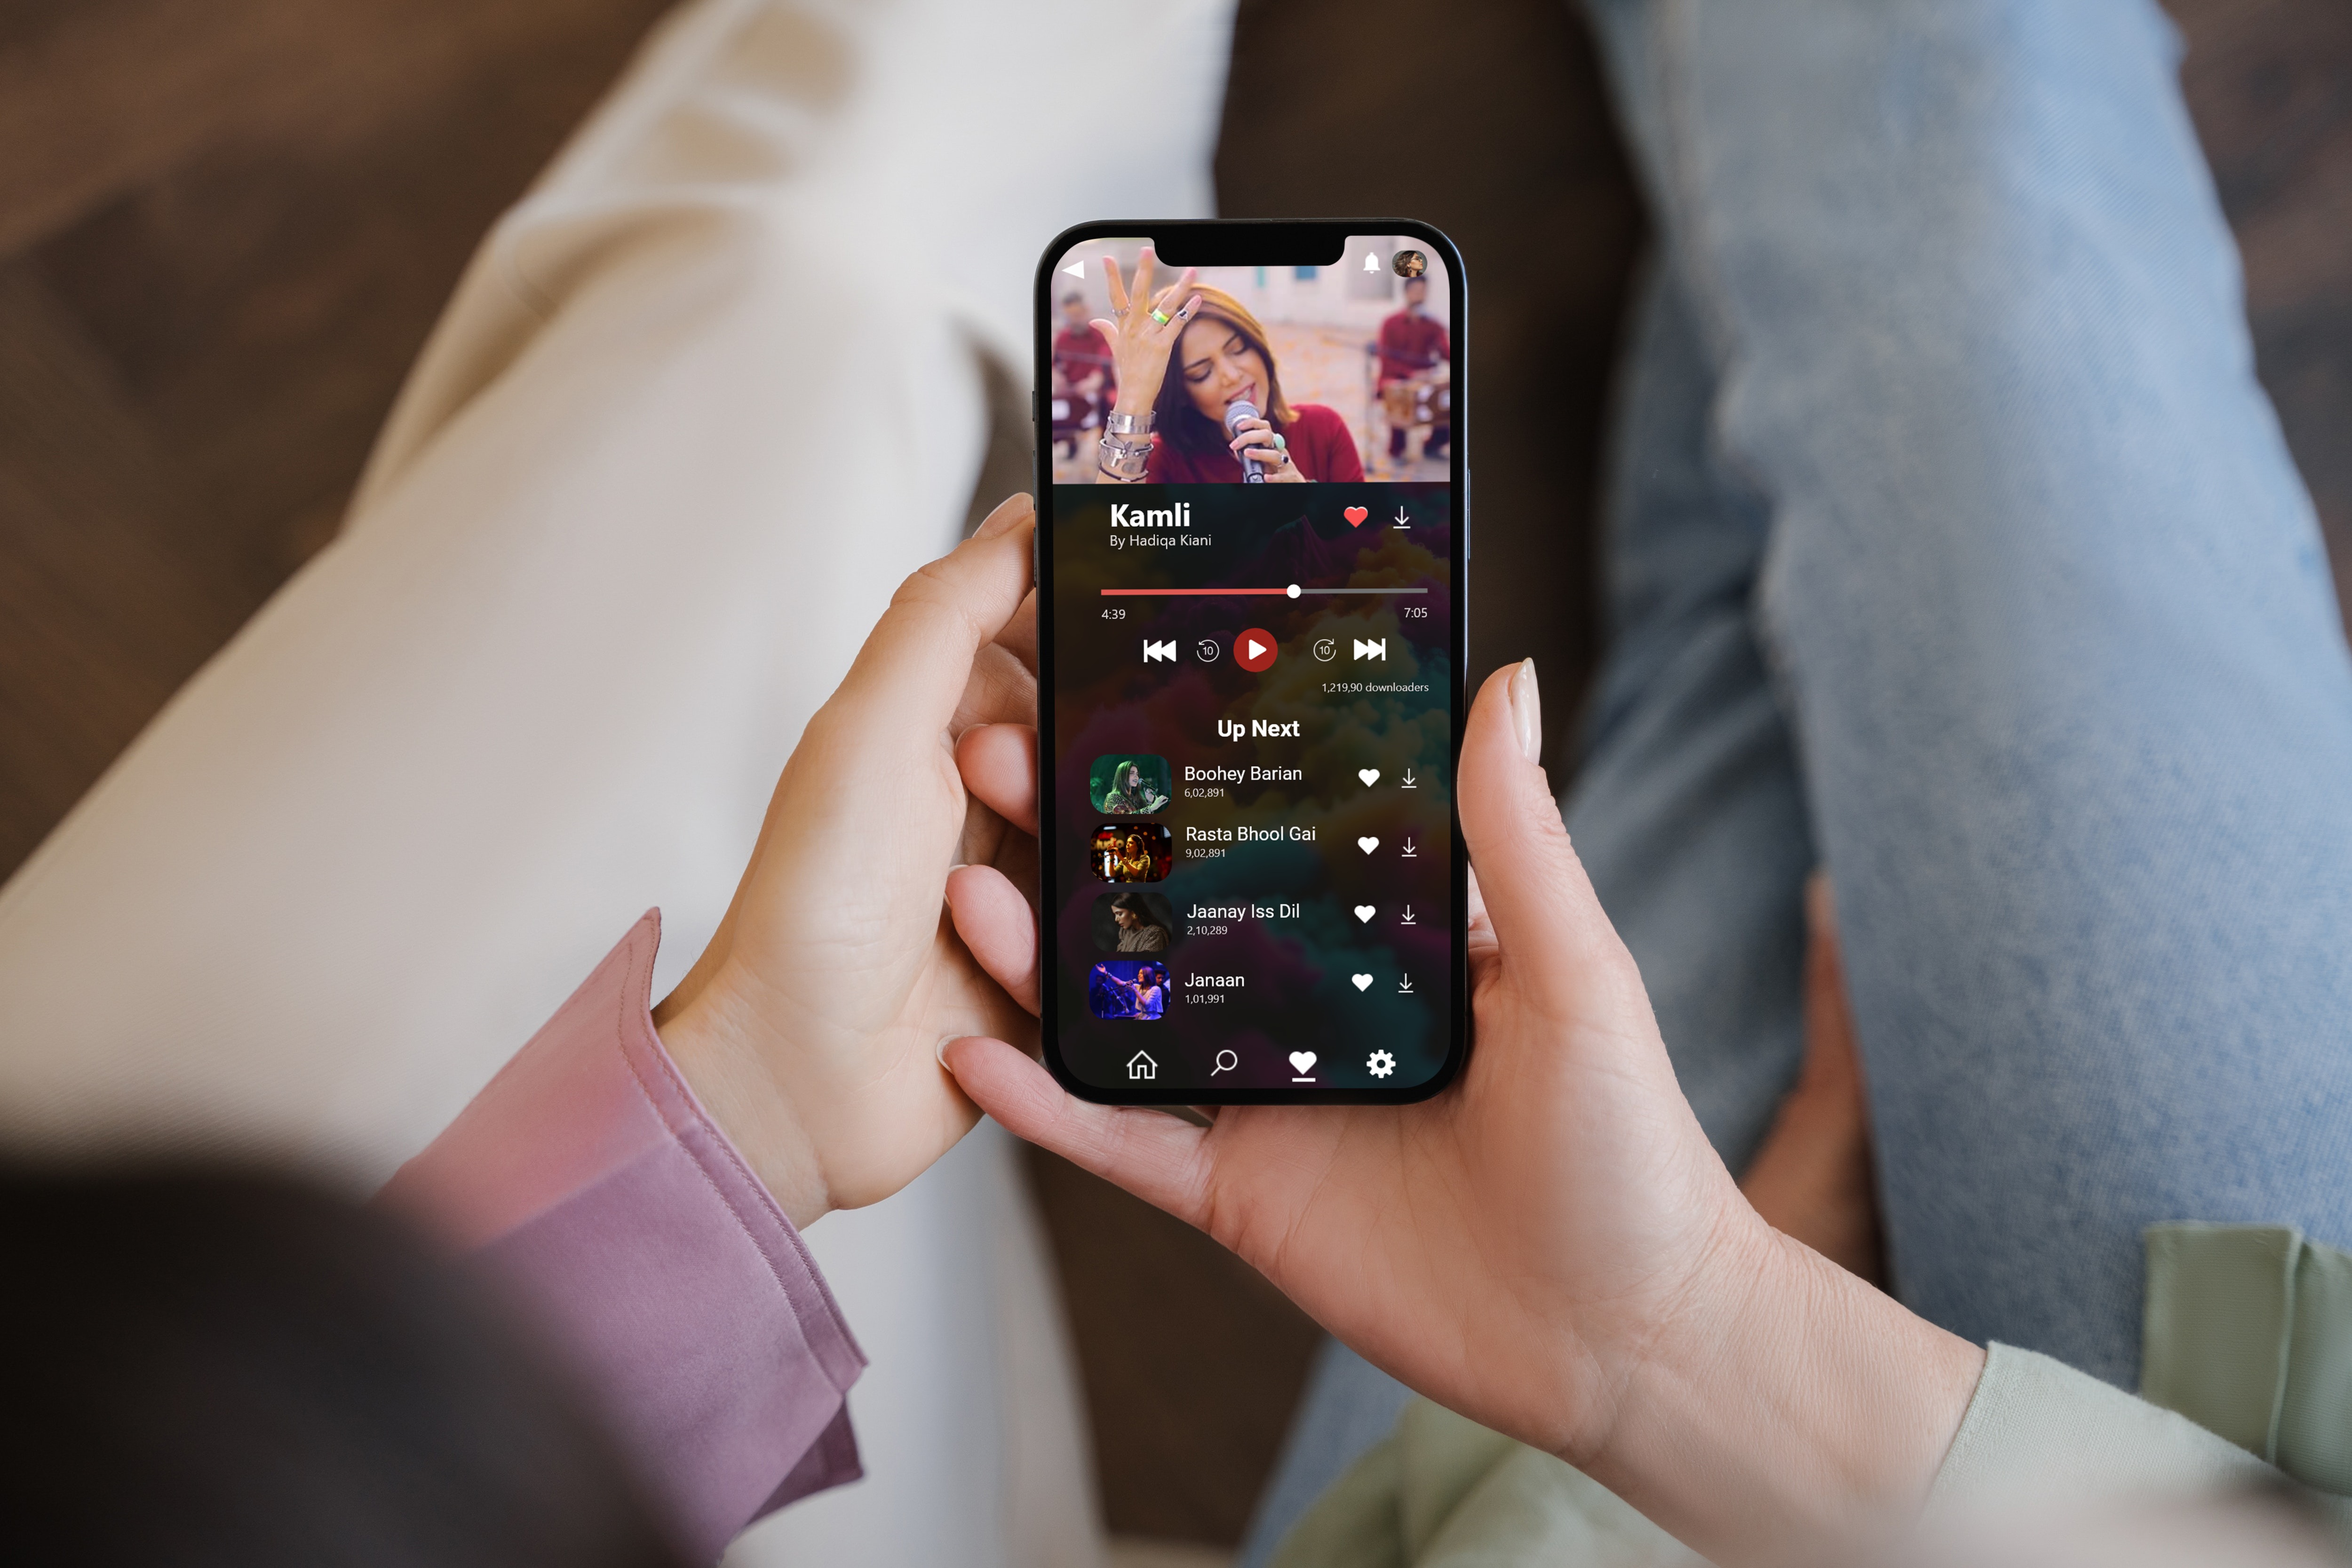 Kamli
By Hadiqa Kiani
4:39 7:05
10 10
1,219,90 downloaders
Up Next
Boohey Barian
6,02,891
Rasta Bhool Gai
9,02,891
Jaanay Iss Dil
2,10,289
Janaan
1,01,991